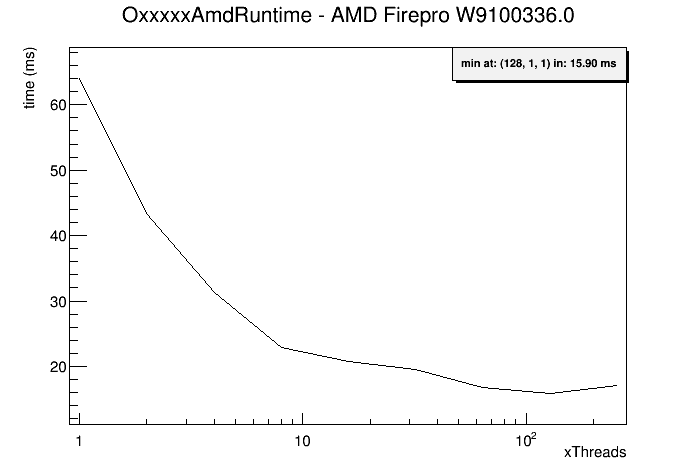 OxxxxxAmdRuntime - AMD Firepro W9100336.0
time (ms)
min at: (128, 1, 1) in: 15.90 ms
60
50
40
30
20
1 10 10²
xThreads